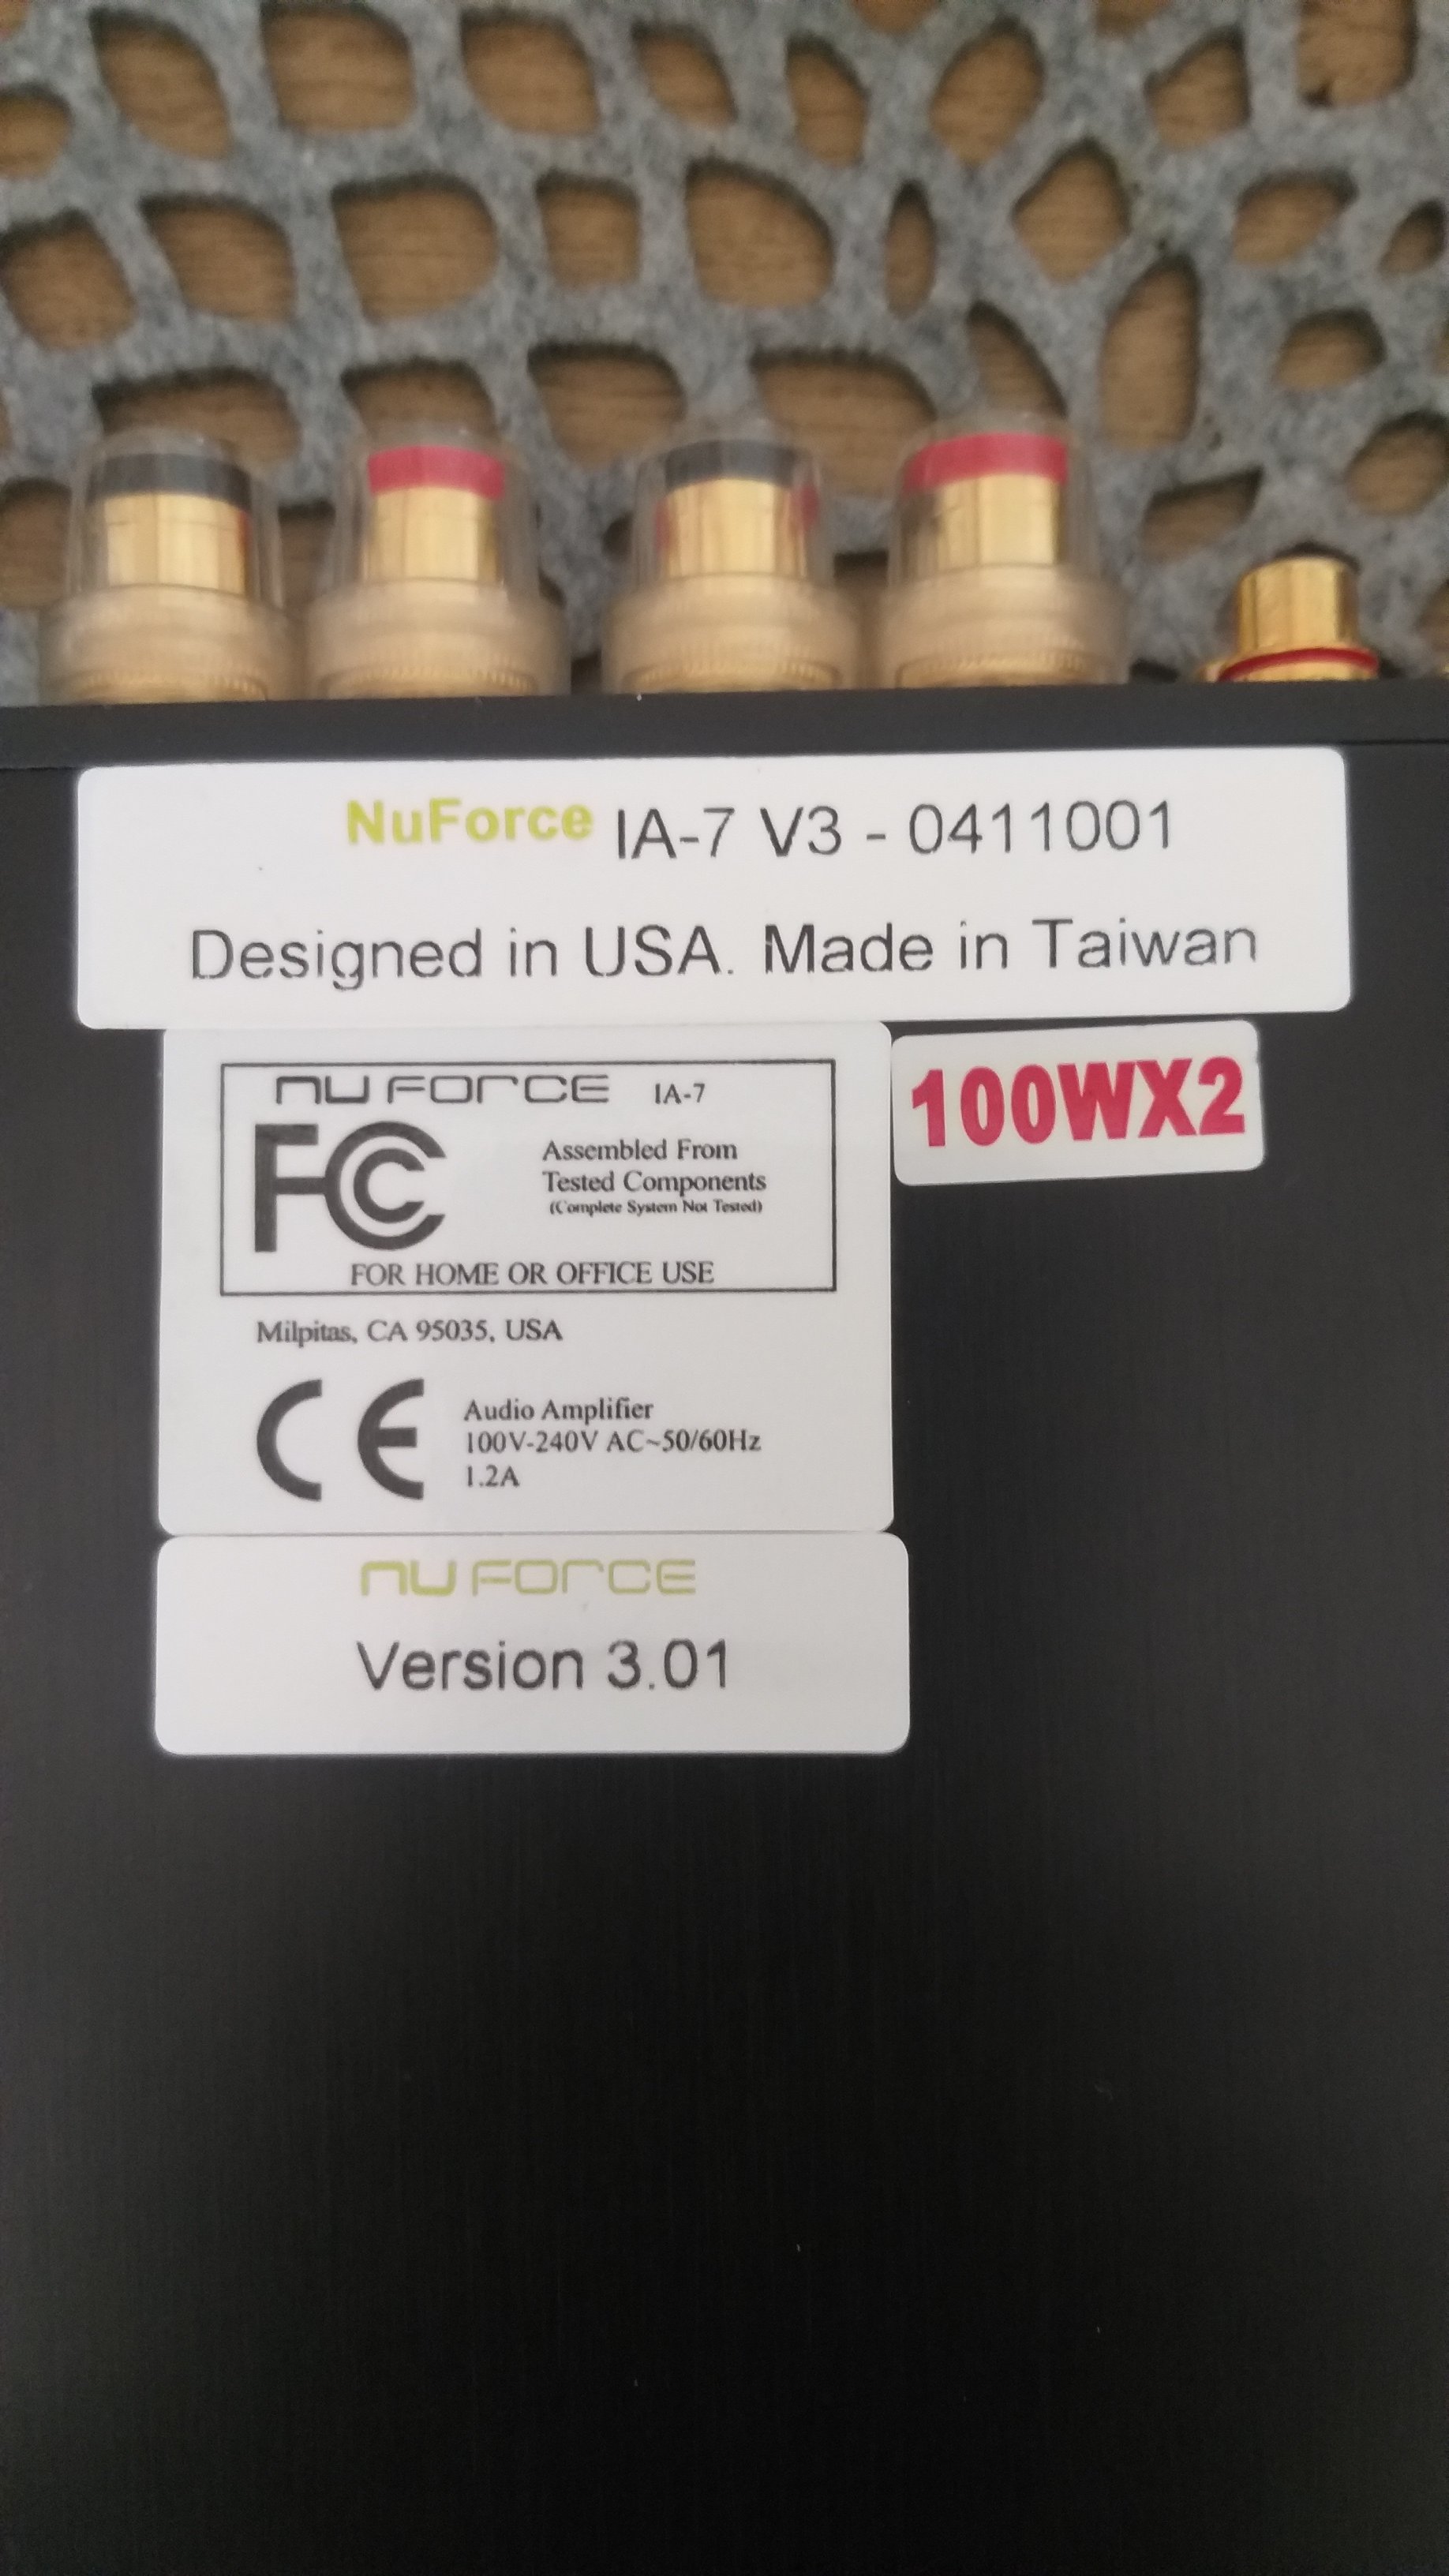 NuForce IA-7 V3 - 0411001
Designed in USA. Made in Taiwan
nu Force IA-7
FC
Assembled From
Tested Components
(Complete System Not Tested)
FOR HOME OR OFFICE USE
100WX2
Milpitas, CA 95035, USA
CE
Audio Amplifier
100V-240V AC~50/60Hz
1.2A
nu Force
Version 3.01